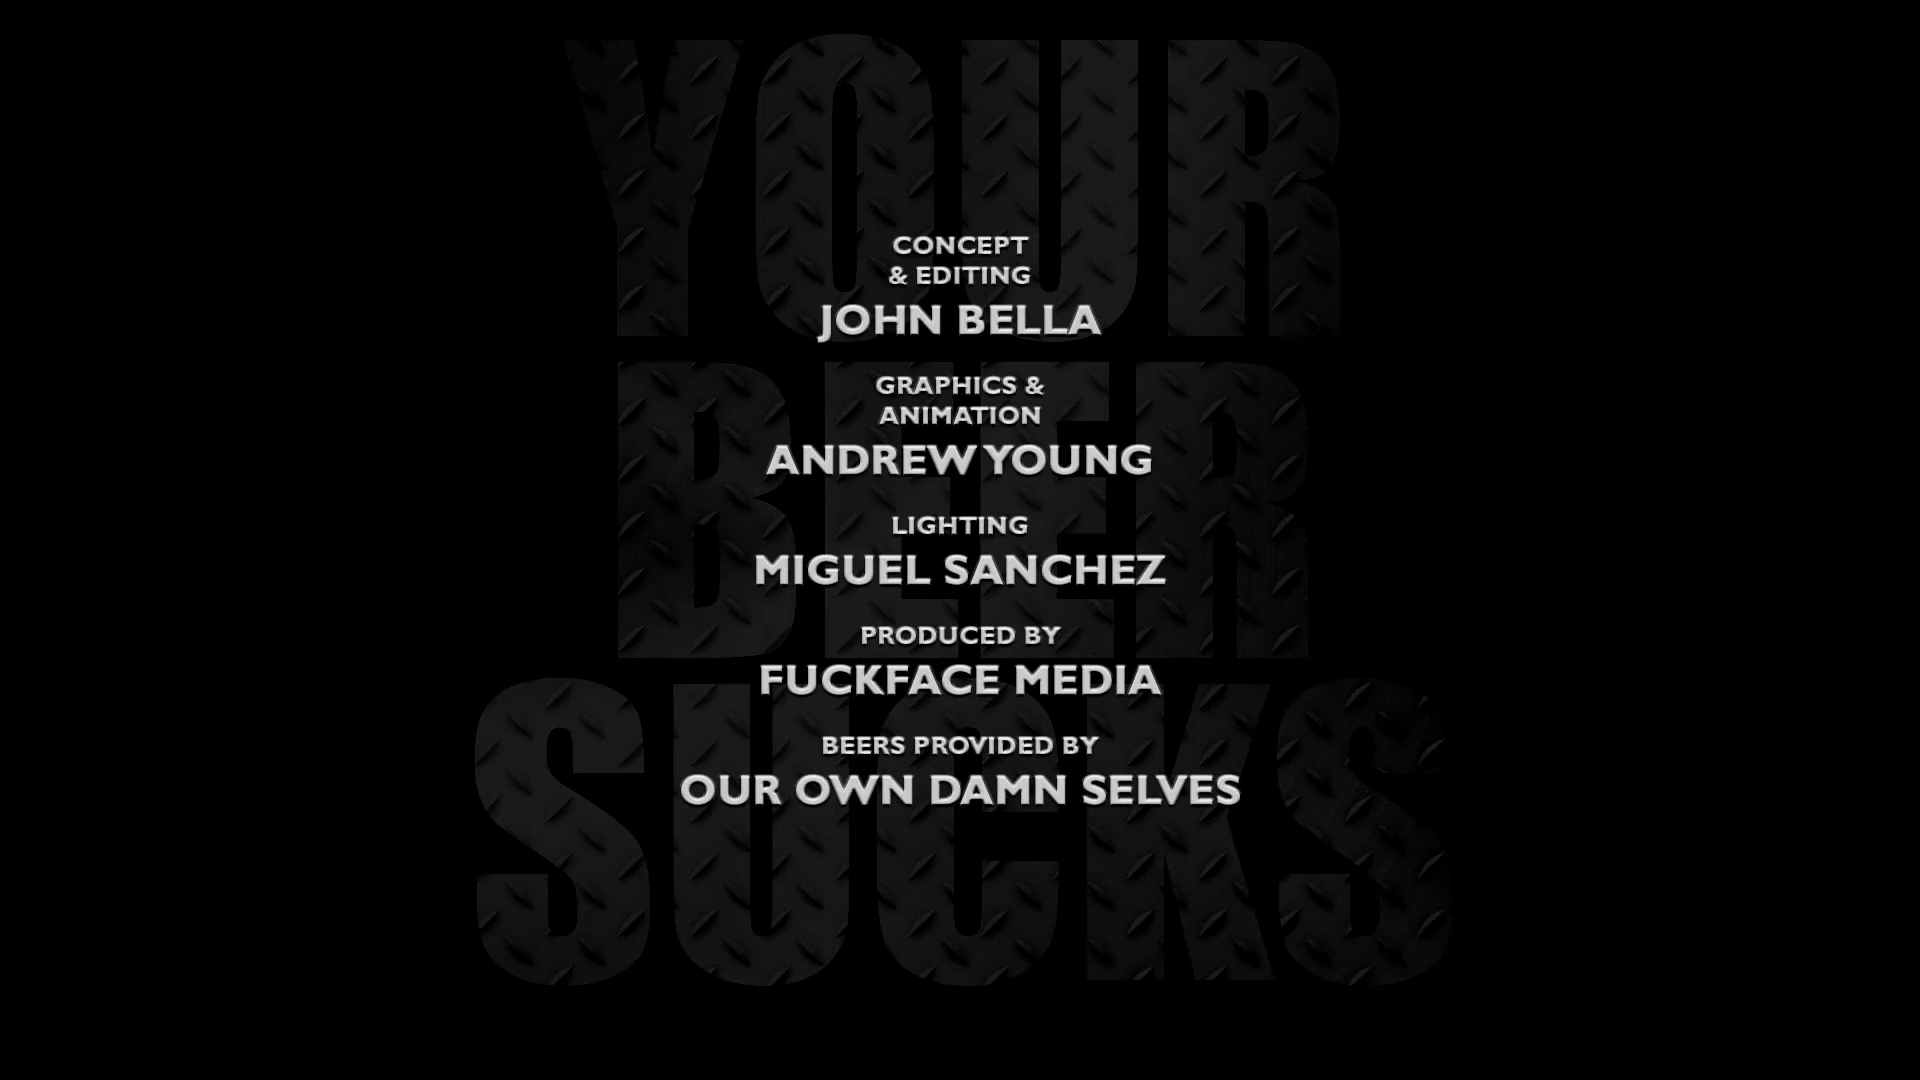 YOUR
BEER
SUCKS
CONCEPT
& EDITING
JOHN BELLA
GRAPHICS &
ANIMATION
ANDREW YOUNG
LIGHTING
MIGUEL SANCHEZ
PRODUCED BY
FUCKFACE MEDIA
BEERS PROVIDED BY
OUR OWN DAMN SELVES